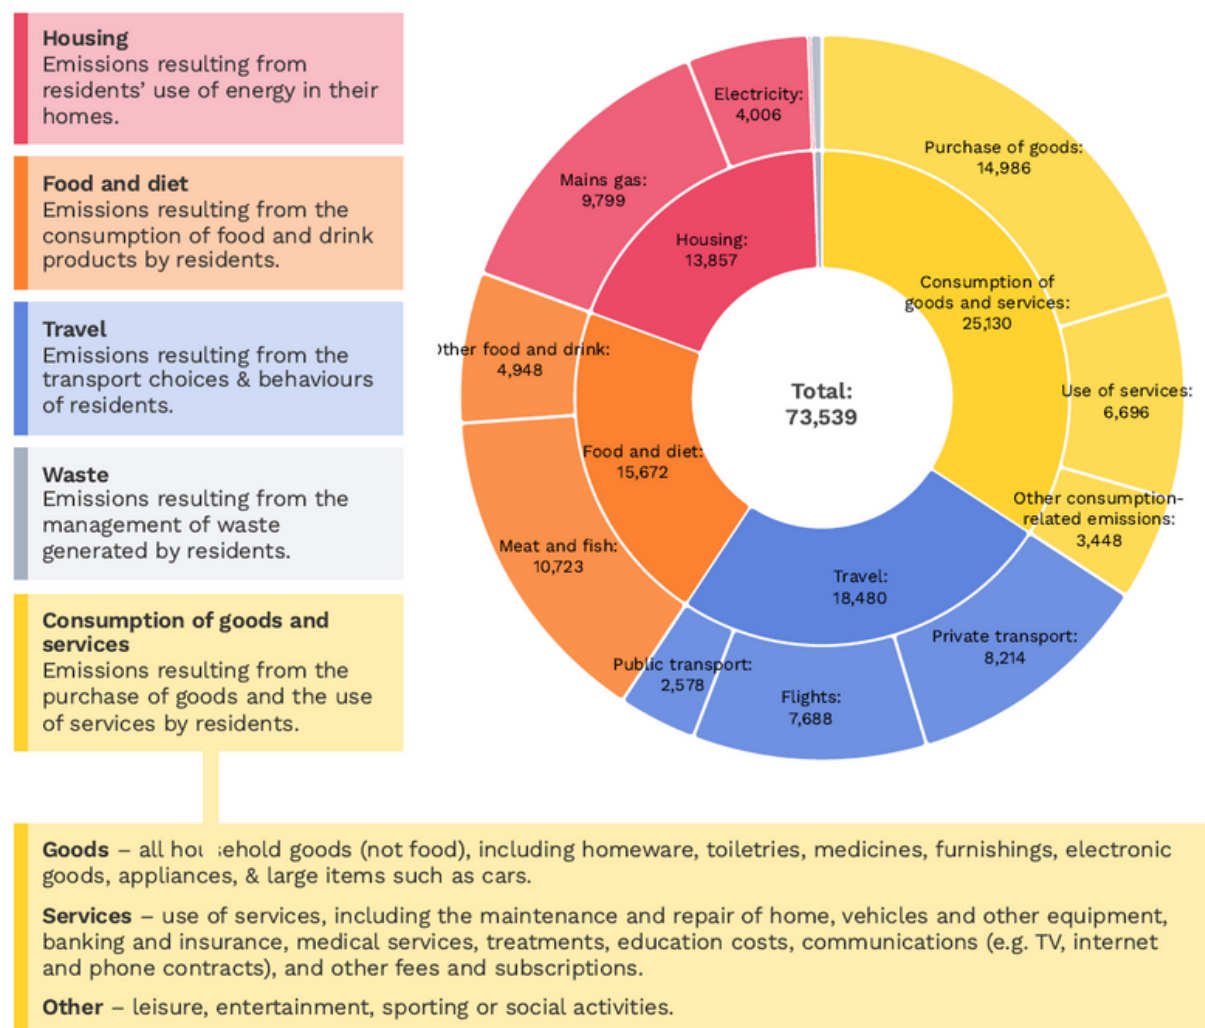 Housing
Emissions resulting from
residents' use of energy in their
homes.
Food and diet
Emissions resulting from the
consumption of food and drink
products by residents.
Travel
Emissions resulting from the
transport choices & behaviours
of residents.
Waste
Emissions resulting from the
management of waste
generated by residents.
Consumption of goods and
services
Emissions resulting from the
purchase of goods and the use
of services by residents.
Electricity:
4,006
Purchase of goods:
14,986
Mains gas:
9,799
Housing:
13,857
Consumption of
goods and services:
25,130
ther food and drink:
4,948
Total:
73,539
Use of services:
6,696
Food and diet:
15,672
Other consumption-
related emissions:
3,448
Meat and fish:
10,723
Travel:
18,480
Private transport:
8,214
Public transport:
2,578
Flights:
7,688
Goods – all hou sehold goods (not food), including homeware, toiletries, medicines, furnishings, electronic
goods, appliances, & large items such as cars.
Services – use of services, including the maintenance and repair of home, vehicles and other equipment,
banking and insurance, medical services, treatments, education costs, communications (e.g. TV, internet
and phone contracts), and other fees and subscriptions.
Other – leisure, entertainment, sporting or social activities.